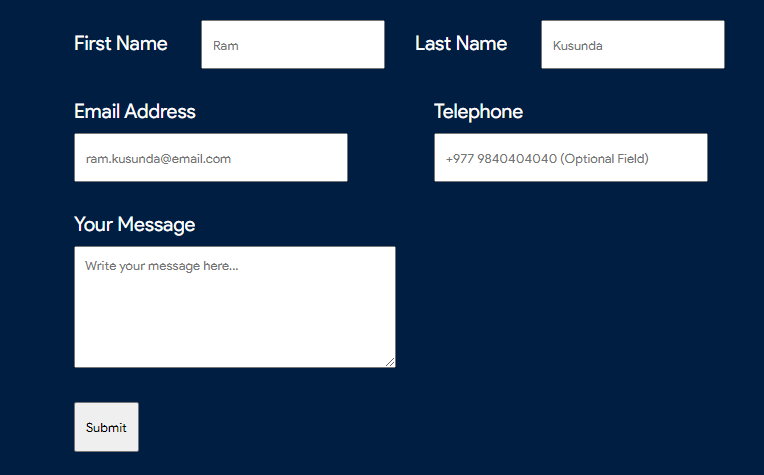 First Name Ram Last Name Kusunda
Email Address Telephone
ram.kusunda@email.com +977 9840404040 (Optional Field)
Your Message
Write your message here...
Submit